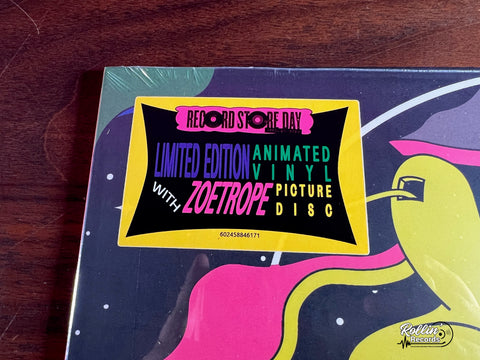 RECORD STORE DAY
LIMITED EDITION ANIMATED
VINYL
WITH ZOETROPE PICTURE
DISC
602458846171
Rollin'
Records